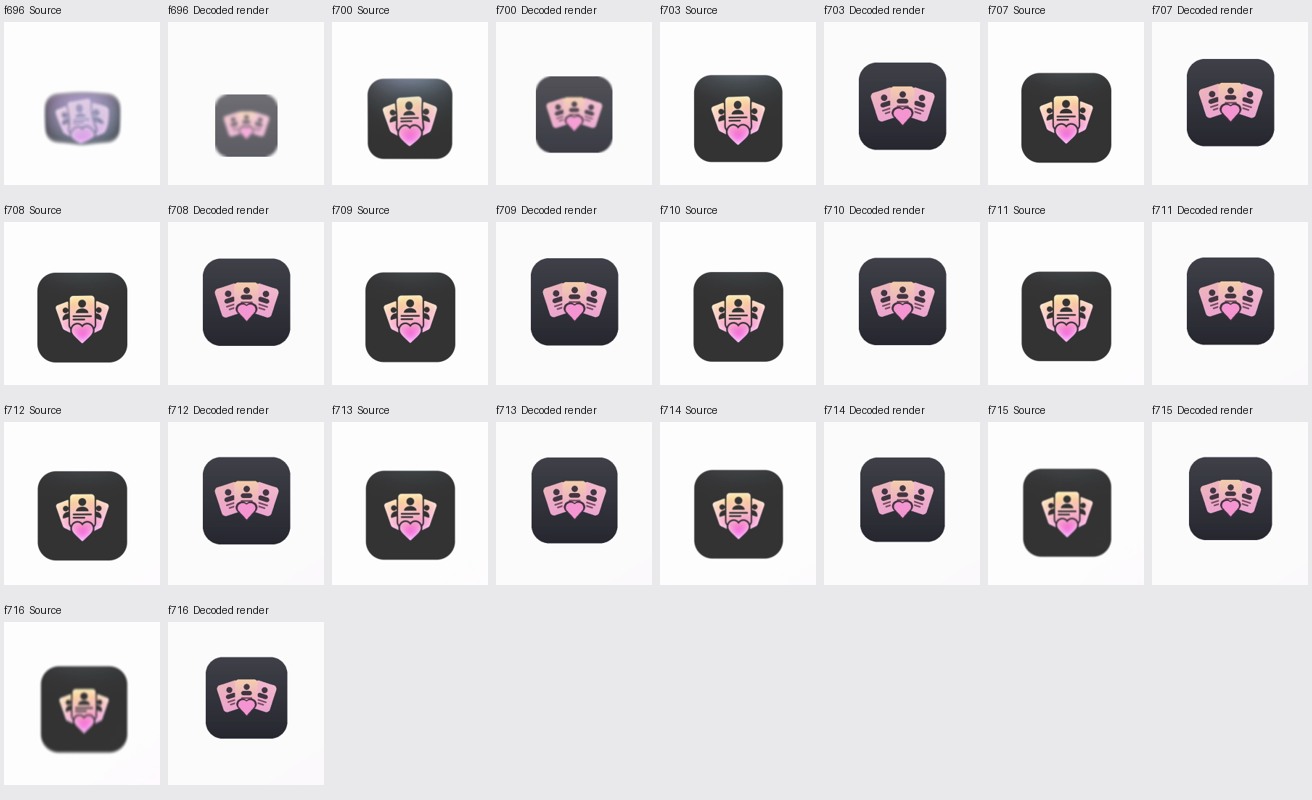 f696 Source
f696 Decoded render
f700 Source
f700 Decoded render
f703 Source
f703 Decoded render
f707 Source
f707 Decoded render
f708 Source
f708 Decoded render
f709 Source
f709 Decoded render
f710 Source
f710 Decoded render
f711 Source
f711 Decoded render
f712 Source
f712 Decoded render
f713 Source
f713 Decoded render
f714 Source
f714 Decoded render
f715 Source
f715 Decoded render
f716 Source
f716 Decoded render